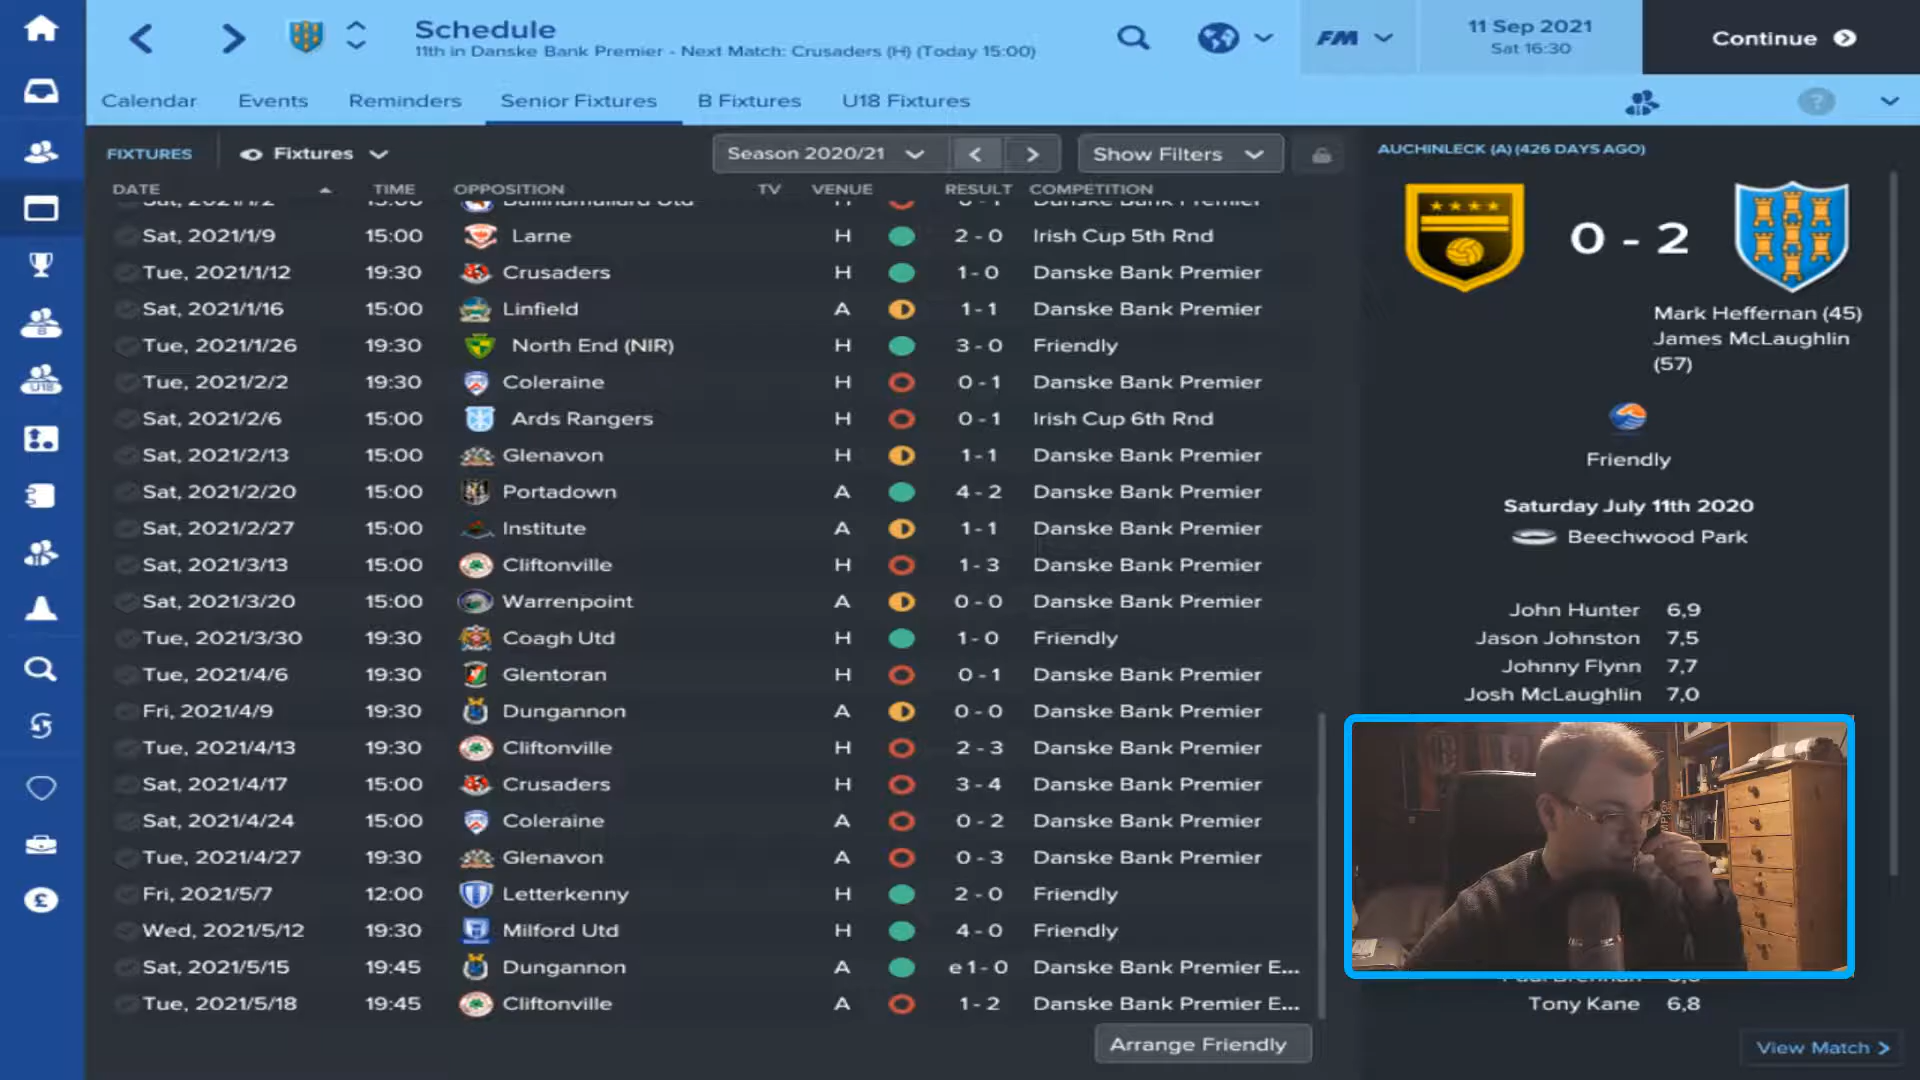 Schedule
11th in Danske Bank Premier - Next Match: Crusaders (H) (Today 15:00)
FM
11 Sep 2021
Sat 16:30
Continue
Calendar Events Reminders Senior Fixtures B Fixtures U18 Fixtures
?
FIXTURES Fixtures Season 2020/21 Show Filters
DATE TIME OPPOSITION TV VENUE RESULT COMPETITION
Sat, 2021/1/9 15:00 Larne H 2 - 0 Irish Cup 5th Rnd
Tue, 2021/1/12 19:30 Crusaders H 1 - 0 Danske Bank Premier
Sat, 2021/1/16 15:00 Linfield A 1 - 1 Danske Bank Premier
Tue, 2021/1/26 19:30 North End (NIR) H 3 - 0 Friendly
Tue, 2021/2/2 19:30 Coleraine H 0 - 1 Danske Bank Premier
Sat, 2021/2/6 15:00 Ards Rangers H 0 - 1 Irish Cup 6th Rnd
Sat, 2021/2/13 15:00 Glenavon H 1 - 1 Danske Bank Premier
Sat, 2021/2/20 15:00 Portadown A 4 - 2 Danske Bank Premier
Sat, 2021/2/27 15:00 Institute A 1 - 1 Danske Bank Premier
Sat, 2021/3/13 15:00 Cliftonville H 1 - 3 Danske Bank Premier
Sat, 2021/3/20 15:00 Warrenpoint A 0 - 0 Danske Bank Premier
Tue, 2021/3/30 19:30 Coagh Utd H 1 - 0 Friendly
Tue, 2021/4/6 19:30 Glentoran H 0 - 1 Danske Bank Premier
Fri, 2021/4/9 19:30 Dungannon A 0 - 0 Danske Bank Premier
Tue, 2021/4/13 19:30 Cliftonville H 2 - 3 Danske Bank Premier
Sat, 2021/4/17 15:00 Crusaders H 3 - 4 Danske Bank Premier
Sat, 2021/4/24 15:00 Coleraine A 0 - 2 Danske Bank Premier
Tue, 2021/4/27 19:30 Glenavon A 0 - 3 Danske Bank Premier
Fri, 2021/5/7 12:00 Letterkenny H 2 - 0 Friendly
Wed, 2021/5/12 19:30 Milford Utd H 4 - 0 Friendly
Sat, 2021/5/15 19:45 Dungannon A e 1 - 0 Danske Bank Premier E...
Tue, 2021/5/18 19:45 Cliftonville A 1 - 2 Danske Bank Premier E...
Arrange Friendly
AUCHINLECK (A) (426 DAYS AGO)
0 - 2
Mark Heffernan (45)
James McLaughlin
(57)
Friendly
Saturday July 11th 2020
Beechwood Park
John Hunter 6,9
Jason Johnston 7,5
Johnny Flynn 7,7
Josh McLaughlin 7,0
Tony Kane 6,8
View Match >
B
U18
£